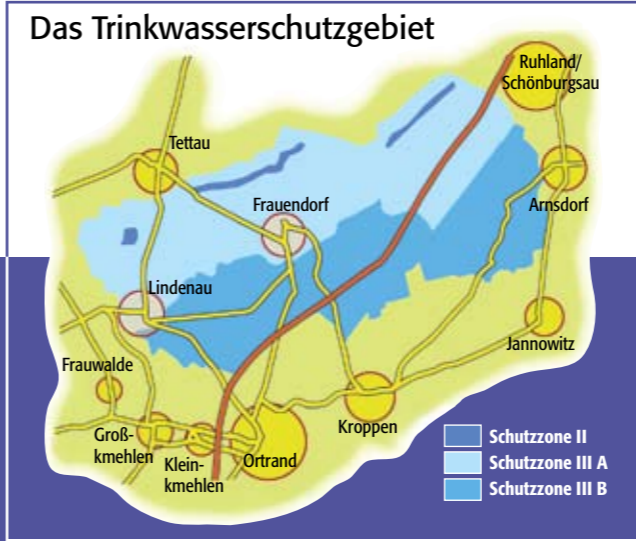 Das Trinkwasserschutzgebiet
Ruhland/
Schönburgsau
Tettau
Frauendorf
Arnsdorf
Lindenau
Frauwalde
Jannowitz
Groß-
kmehlen
Klein-
kmehlen
Ortrand
Kroppen
Schutzzone II
Schutzzone III A
Schutzzone III B